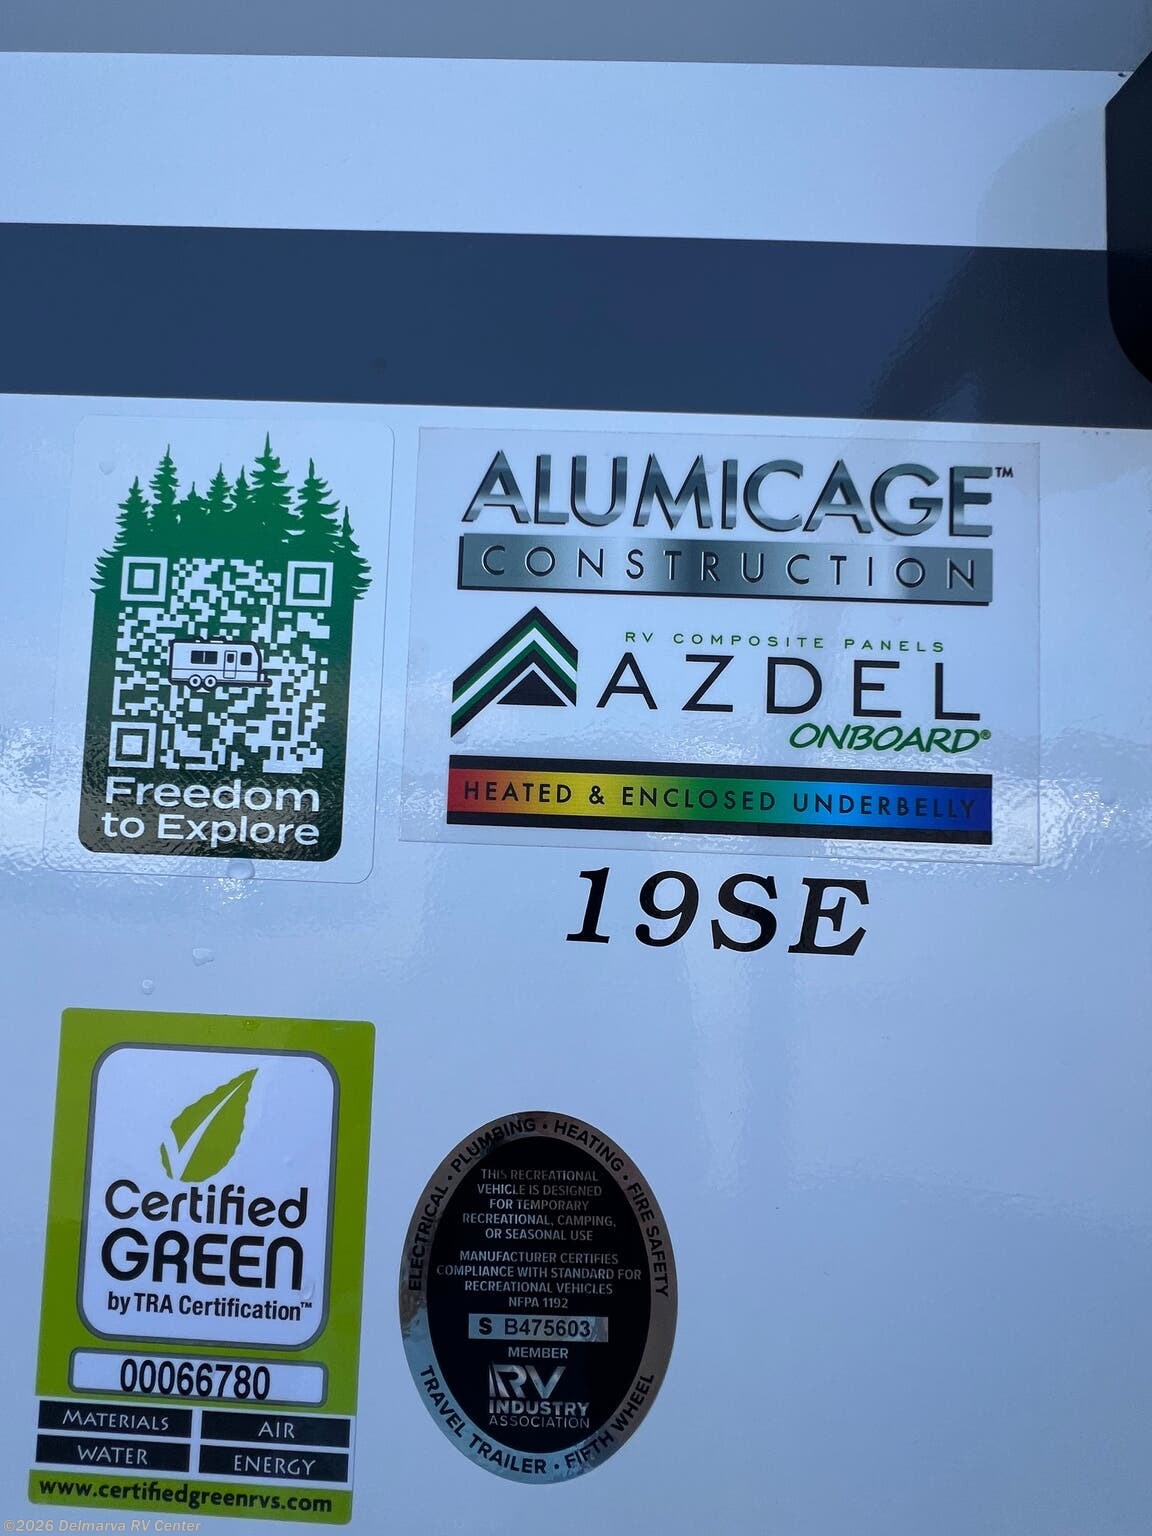 Freedom
to Explore
ALUMICAGE™
CONSTRUCTION
RV COMPOSITE PANELS
AZDEL
ONBOARD®
HEATED & ENCLOSED UNDERBELLY
19SE
Certified
GREEN
by TRA Certification™
00066780
MATERIALS
AIR
WATER
ENERGY
www.certifiedgreenrvs.com
ELECTRICAL • PLUMBING • HEATING • FIRE SAFETY
THIS RECREATIONAL
VEHICLE IS DESIGNED
FOR TEMPORARY
RECREATIONAL, CAMPING,
OR SEASONAL USE
MANUFACTURER CERTIFIES
COMPLIANCE WITH STANDARD FOR
RECREATIONAL VEHICLES
NFPA 1192
S B475603
MEMBER
RV
INDUSTRY
ASSOCIATION
TRAVEL TRAILER • FIFTH WHEEL
©2026 Delmarva RV Center